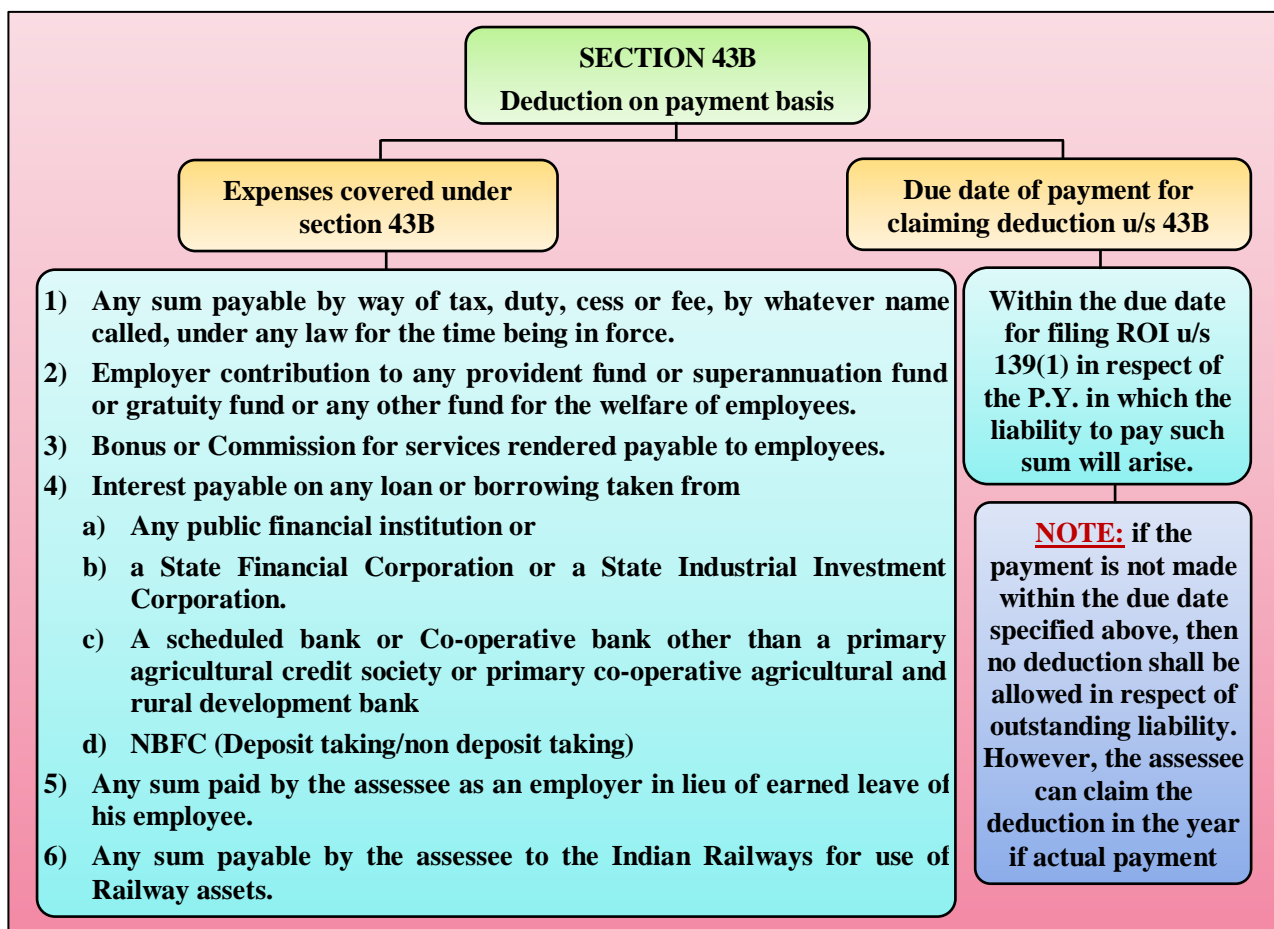 SECTION 43B
Deduction on payment basis
Expenses covered under
section 43B
Due date of payment for
claiming deduction u/s 43B
1) Any sum payable by way of tax, duty, cess or fee, by whatever name
called, under any law for the time being in force.
2) Employer contribution to any provident fund or superannuation fund
or gratuity fund or any other fund for the welfare of employees.
3) Bonus or Commission for services rendered payable to employees.
4) Interest payable on any loan or borrowing taken from
a) Any public financial institution or
b) a State Financial Corporation or a State Industrial Investment
Corporation.
c) A scheduled bank or Co-operative bank other than a primary
agricultural credit society or primary co-operative agricultural and
rural development bank
d) NBFC (Deposit taking/non deposit taking)
5) Any sum paid by the assessee as an employer in lieu of earned leave of
his employee.
6) Any sum payable by the assessee to the Indian Railways for use of
Railway assets.
Within the due date
for filing ROI u/s
139(1) in respect of
the P.Y. in which the
liability to pay such
sum will arise.
NOTE: if the
payment is not made
within the due date
specified above, then
no deduction shall be
allowed in respect of
outstanding liability.
However, the assessee
can claim the
deduction in the year
if actual payment